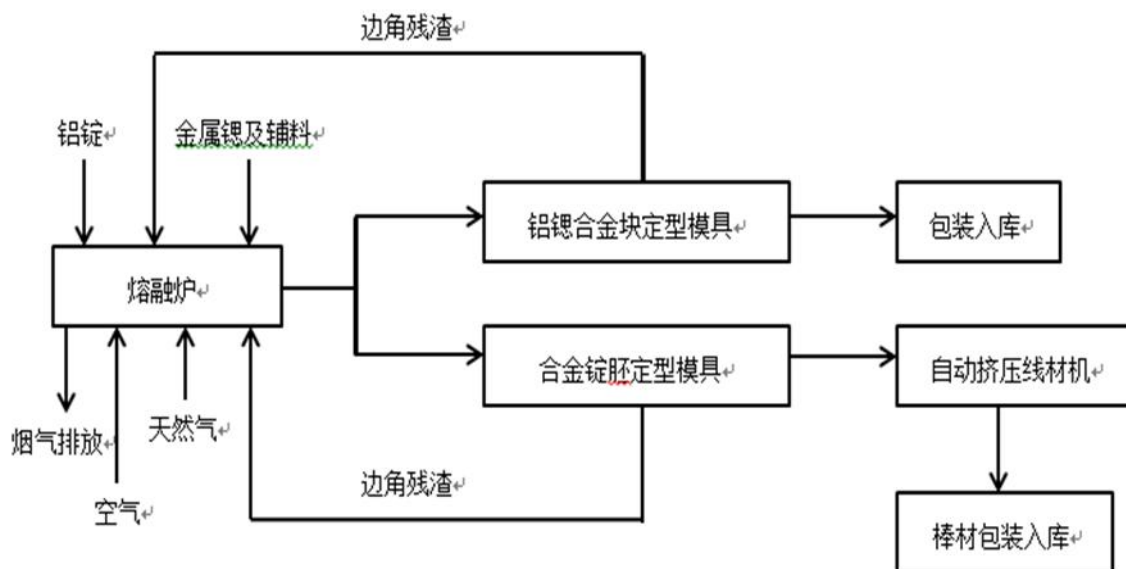 边角残渣
铝锭
金属锶及辅料
铝锶合金块定型模具
包装入库
熔融炉
合金锭胚定型模具
自动挤压线材机
天然气
烟气排放
边角残渣
空气
棒材包装入库